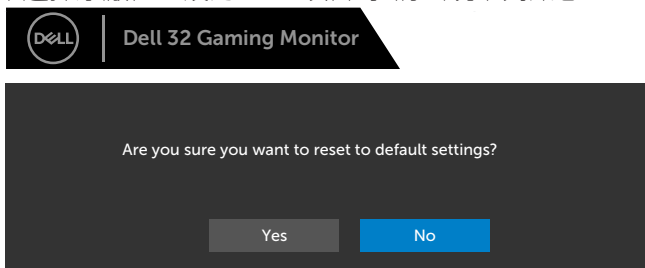 DELL
Dell 32 Gaming Monitor
Are you sure you want to reset to default settings?
Yes
No